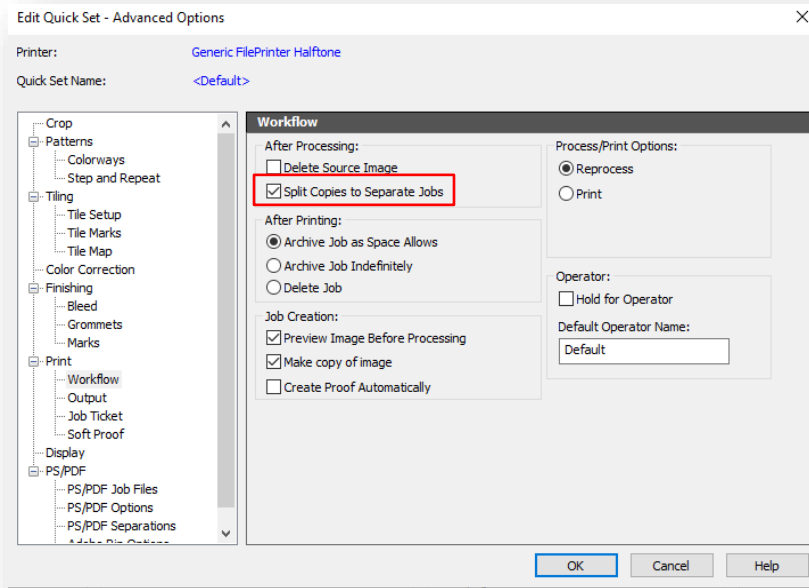 Edit Quick Set - Advanced Options
Printer: Generic FilePrinter Halftone
Quick Set Name: <Default>
Crop
Patterns
Colorways
Step and Repeat
Tiling
Tile Setup
Tile Marks
Tile Map
Color Correction
Finishing
Bleed
Grommets
Marks
Print
Workflow
Output
Job Ticket
Soft Proof
Display
PS/PDF
PS/PDF Job Files
PS/PDF Options
PS/PDF Separations
Workflow
After Processing:
Delete Source Image
Split Copies to Separate Jobs
After Printing:
Archive Job as Space Allows
Archive Job Indefinitely
Delete Job
Job Creation:
Preview Image Before Processing
Make copy of image
Create Proof Automatically
Process/Print Options:
Reprocess
Print
Operator:
Hold for Operator
Default Operator Name:
Default
OK Cancel Help